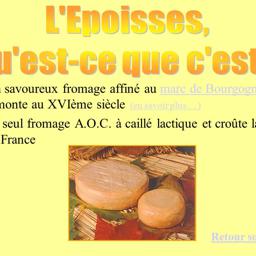 L'Epoisses,
u'est-ce que c'est
savoureux fromage affiné au marc de Bourgogn
monte au XVIème siècle (en savoir plus…)
seul fromage A.O.C. à caillé lactique et croûte la
France
Retour s